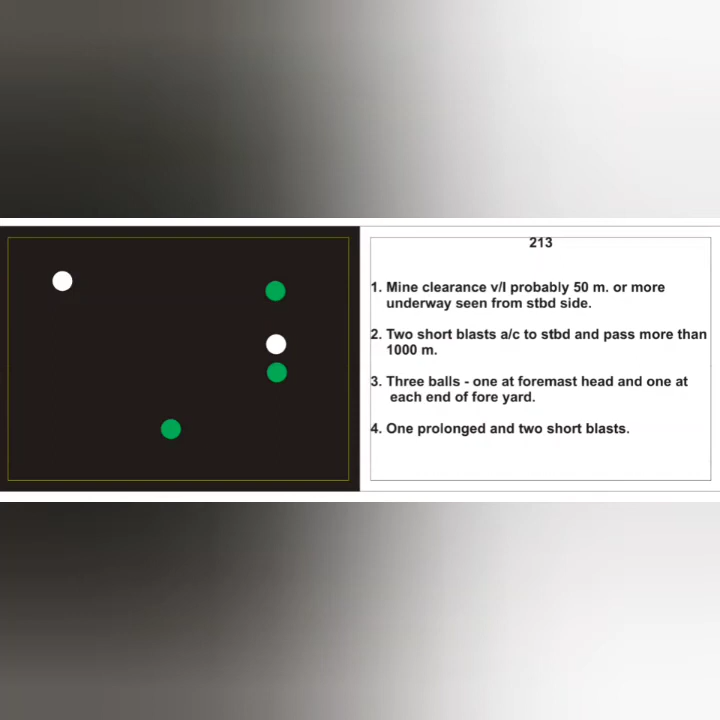 213
1. Mine clearance v/l probably 50 m. or more
underway seen from stbd side.
2. Two short blasts a/c to stbd and pass more than
1000 m.
3. Three balls - one at foremast head and one at
each end of fore yard.
4. One prolonged and two short blasts.